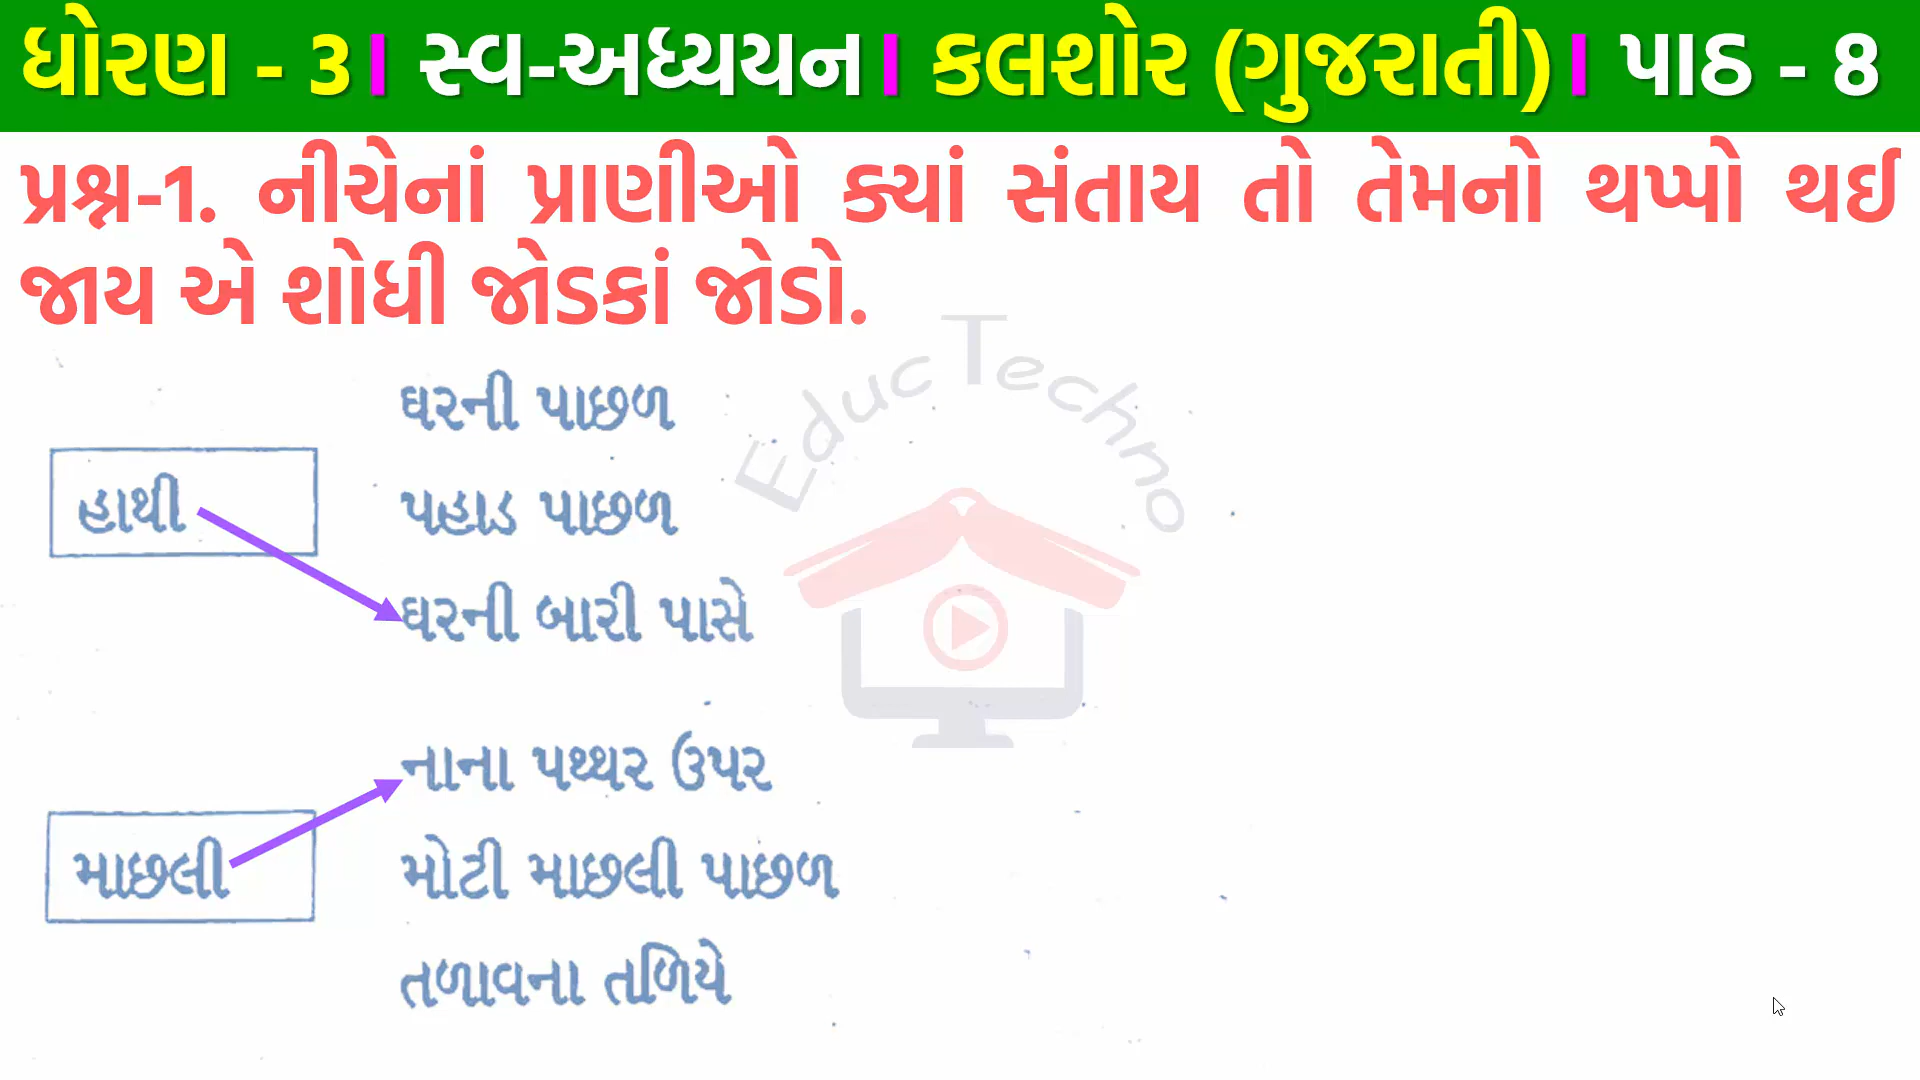 ધોરણ - 3। સ્વ-અધ્યયન। કલશોર (ગુજરાતી)। પાઠ - 8
પ્રશ્ન-1. નીચેનાં પ્રાણીઓ ક્યાં સંતાય તો તેમનો થપ્પો થઈ
જાય એ શોધી જોડકાં જોડો.
EducTechno
ઘરની પાછળ
હાથી
પહાડ પાછળ
ઘરની બારી પાસે
નાના પથ્થર ઉપર
માછલી
મોટી માછલી પાછળ
તળાવના તળિયે